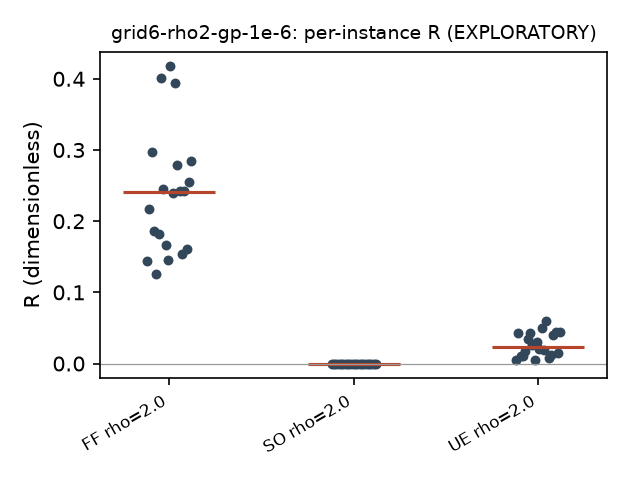 grid6-rho2-gp-1e-6: per-instance R (EXPLORATORY)
R (dimensionless)
0.4
0.3
0.2
0.1
0.0
FF rho=2.0
SO rho=2.0
UE rho=2.0